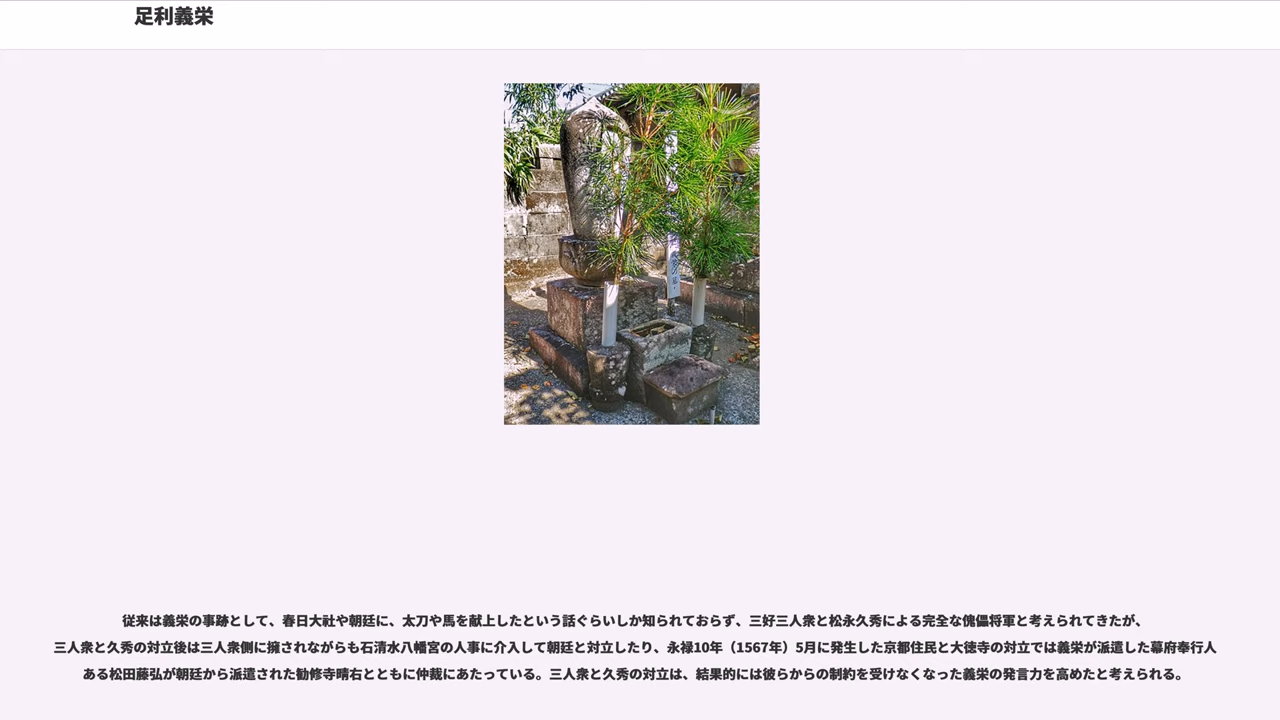 足利義栄
従来は義栄の事跡として、春日大社や朝廷に、太刀や馬を献上したという話ぐらいしか知られておらず、三好三人衆と松永久秀による完全な傀儡将軍と考えられてきたが、
三人衆と久秀の対立後は三人衆側に擁されながらも石清水八幡宮の人事に介入して朝廷と対立したり、永禄10年（1567年）5月に発生した京都住民と大徳寺の対立では義栄が派遣した幕府奉行人
ある松田藤弘が朝廷から派遣された勧修寺晴右とともに仲裁にあたっている。三人衆と久秀の対立は、結果的には彼らからの制約を受けなくなった義栄の発言力を高めたと考えられる。